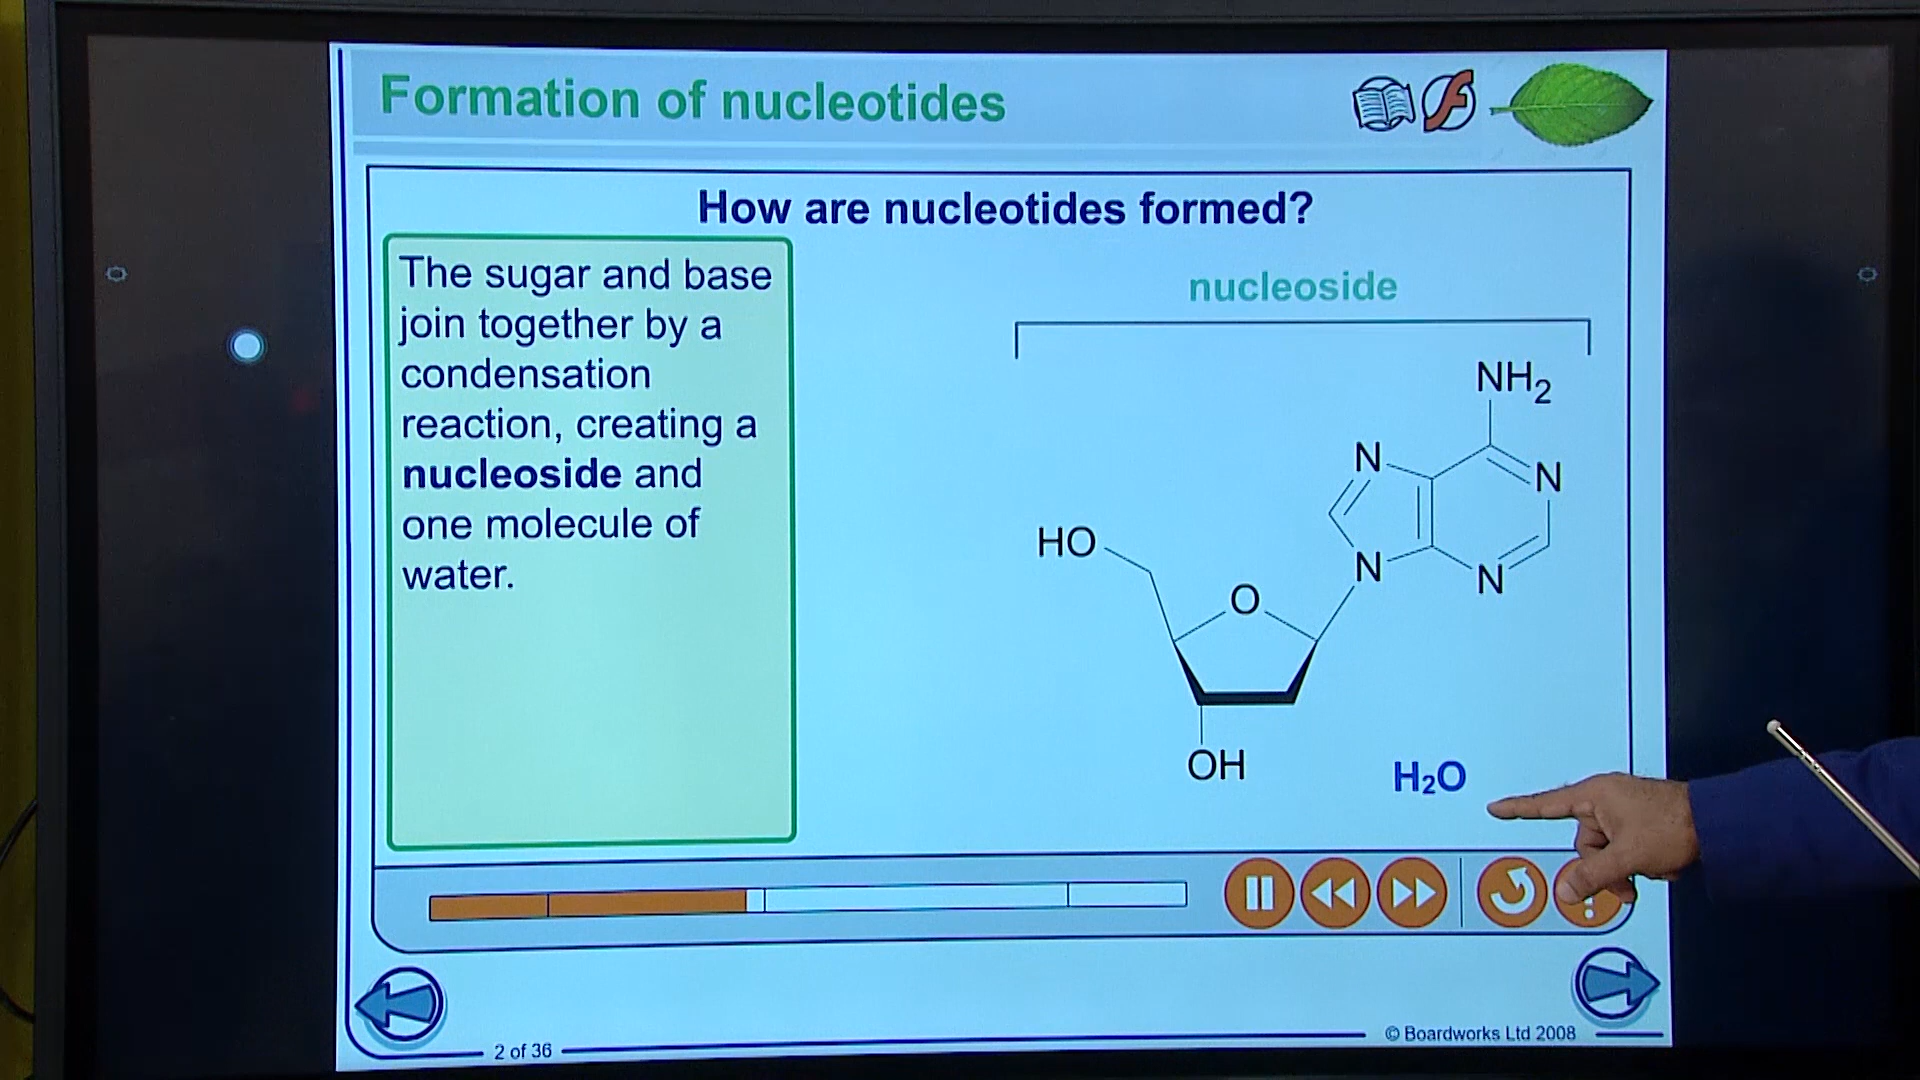 Formation of nucleotides
How are nucleotides formed?
The sugar and base
join together by a
condensation
reaction, creating a
nucleoside and
one molecule of
water.
nucleoside
NH₂
N
N
HO
N
N
O
OH
H₂O
2 of 36
© Boardworks Ltd 2008